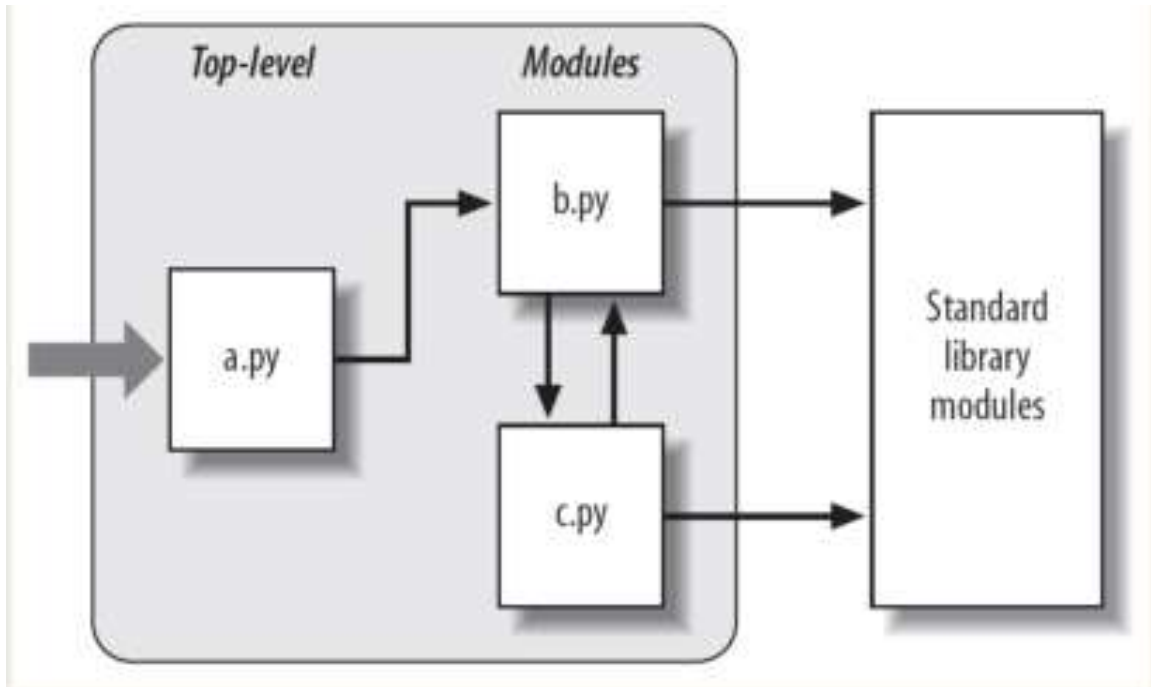 Top-level
Modules
b.py
a.py
c.py
Standard
library
modules